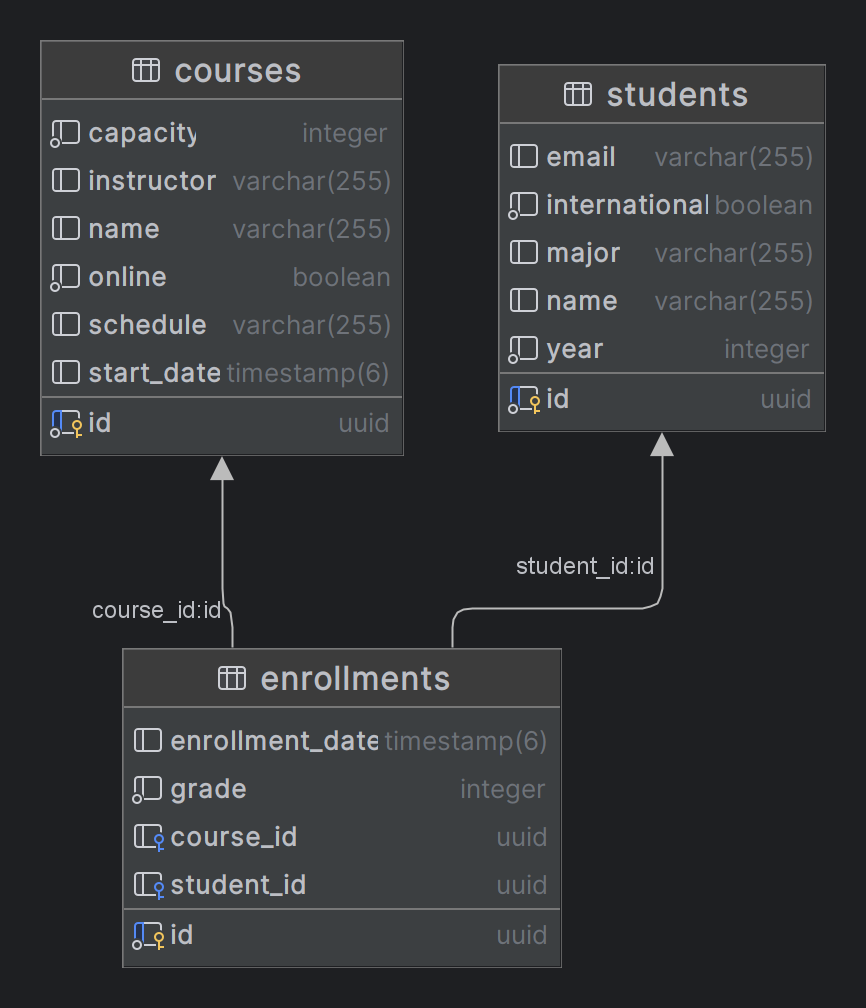 courses
capacity integer
instructor varchar(255)
name varchar(255)
online boolean
schedule varchar(255)
start_date timestamp(6)
id uuid
students
email varchar(255)
international boolean
major varchar(255)
name varchar(255)
year integer
id uuid
course_id:id
student_id:id
enrollments
enrollment_date timestamp(6)
grade integer
course_id uuid
student_id uuid
id uuid